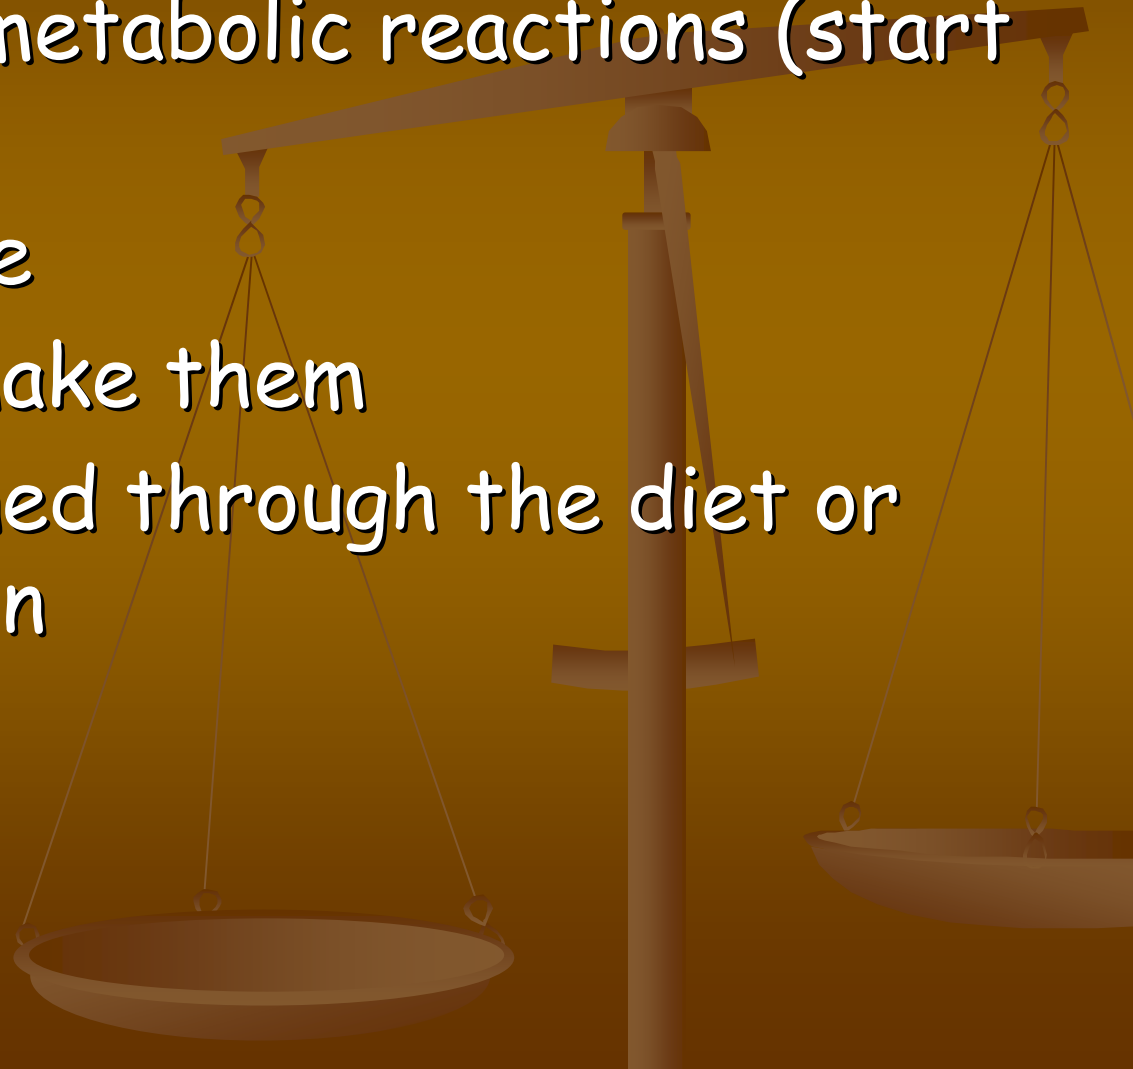 metabolic reactions (start
e
ake them
ed through the diet or
n